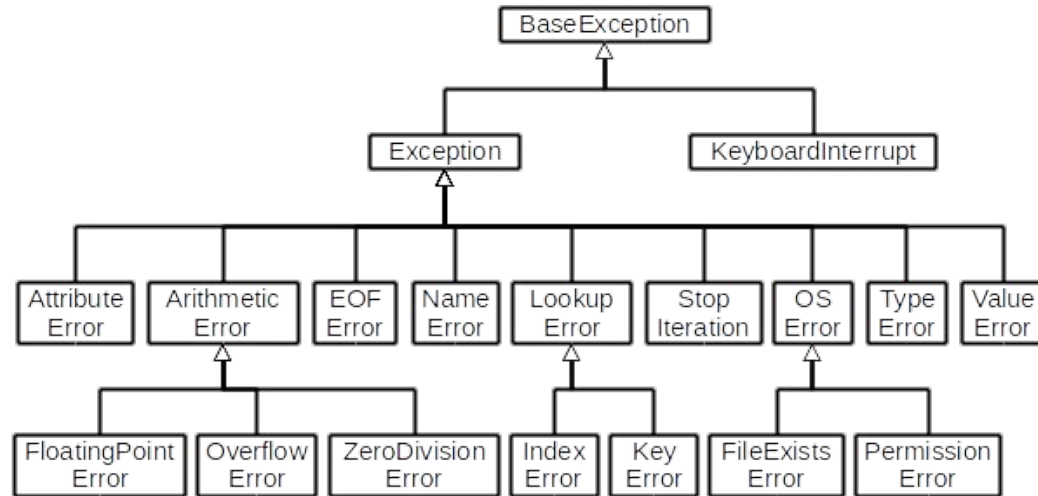 BaseException
Exception
KeyboardInterrupt
Attribute
Error
Arithmetic
Error
EOF
Error
Name
Error
Lookup
Error
Stop
Iteration
OS
Error
Type
Error
Value
Error
FloatingPoint
Error
Overflow
Error
ZeroDivision
Error
Index
Error
Key
Error
FileExists
Error
Permission
Error